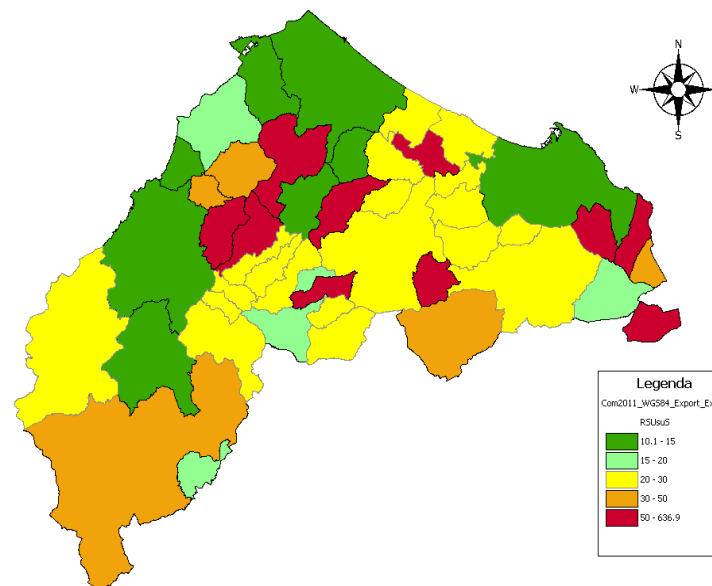 N
W
E
S
Legenda
Com2011_WGS84_Export_Ex
RSUsuS
10.1 - 15
15 - 20
20 - 30
30 - 50
50 - 636.9